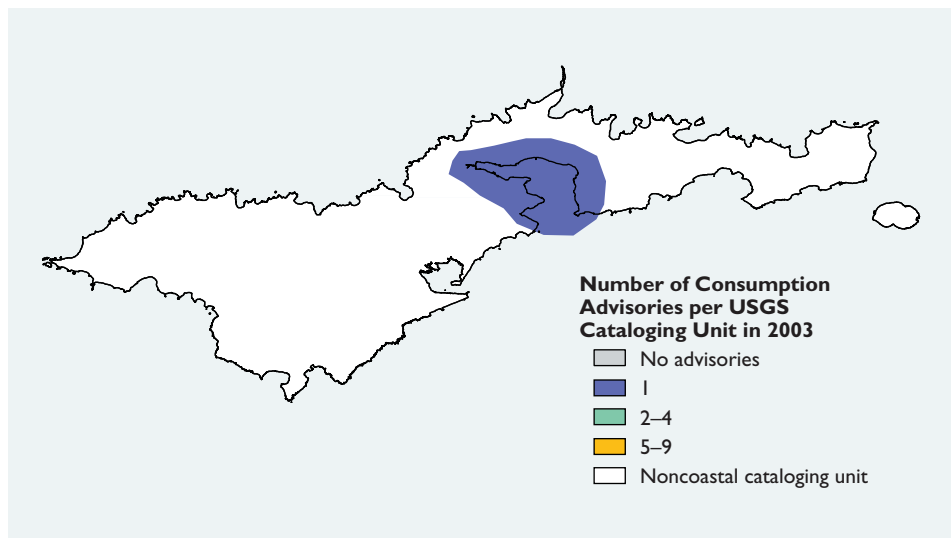 Number of Consumption
Advisories per USGS
Cataloging Unit in 2003
No advisories
1
2–4
5–9
Noncoastal cataloging unit